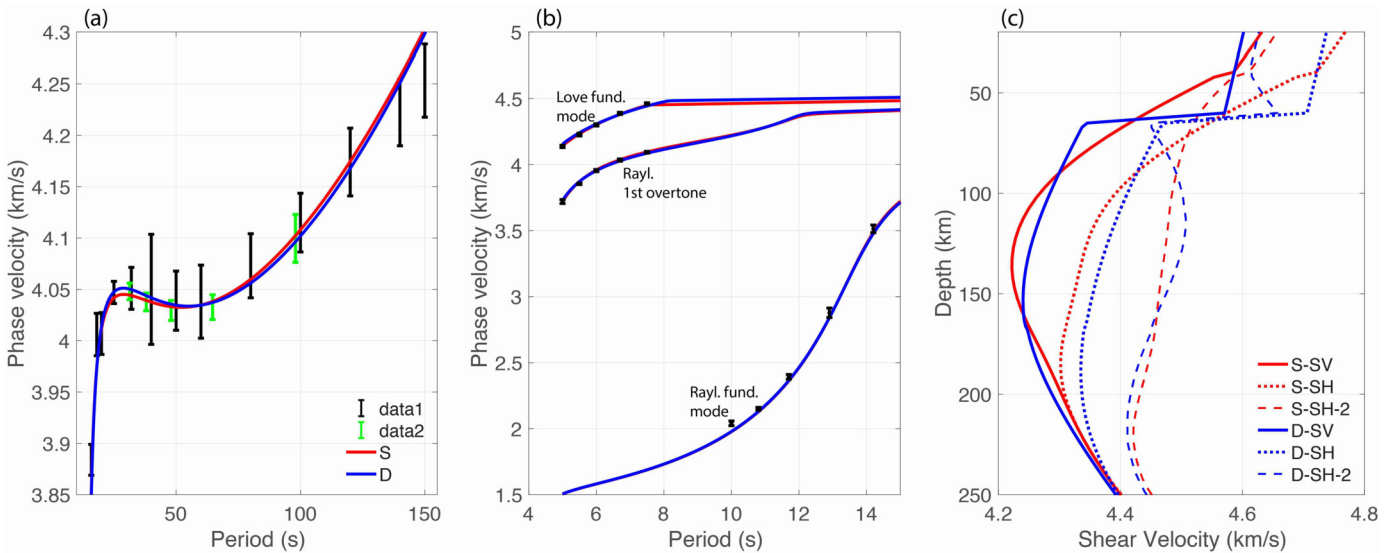 (a)
4.3
4.25
4.2
4.15
4.1
4.05
4
3.95
3.9
3.85
Phase velocity (km/s)
50
100
150
Period (s)
data1
data2
S
D
(b)
5
4.5
4
3.5
3
2.5
2
1.5
Phase velocity (km/s)
Love fund.
mode
Rayl.
1st overtone
Rayl. fund.
mode
4
6
8
10
12
14
Period (s)
(c)
50
100
150
200
250
Depth (km)
4.2
4.4
4.6
4.8
Shear Velocity (km/s)
S-SV
S-SH
S-SH-2
D-SV
D-SH
D-SH-2